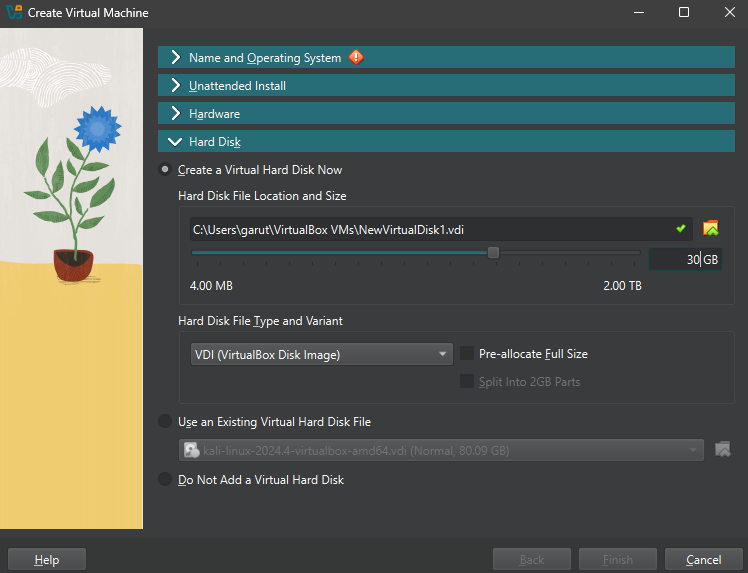 Create Virtual Machine
Name and Operating System
Unattended Install
Hardware
Hard Disk
Create a Virtual Hard Disk Now
Hard Disk File Location and Size
C:\Users\garut\VirtualBox VMs\NewVirtualDisk1.vdi
30 GB
4.00 MB 2.00 TB
Hard Disk File Type and Variant
VDI (VirtualBox Disk Image) Pre-allocate Full Size
Split Into 2GB Parts
Use an Existing Virtual Hard Disk File
kali-linux-2024.4-virtualbox-amd64.vdi (Normal, 80.09 GB)
Do Not Add a Virtual Hard Disk
Help Back Finish Cancel